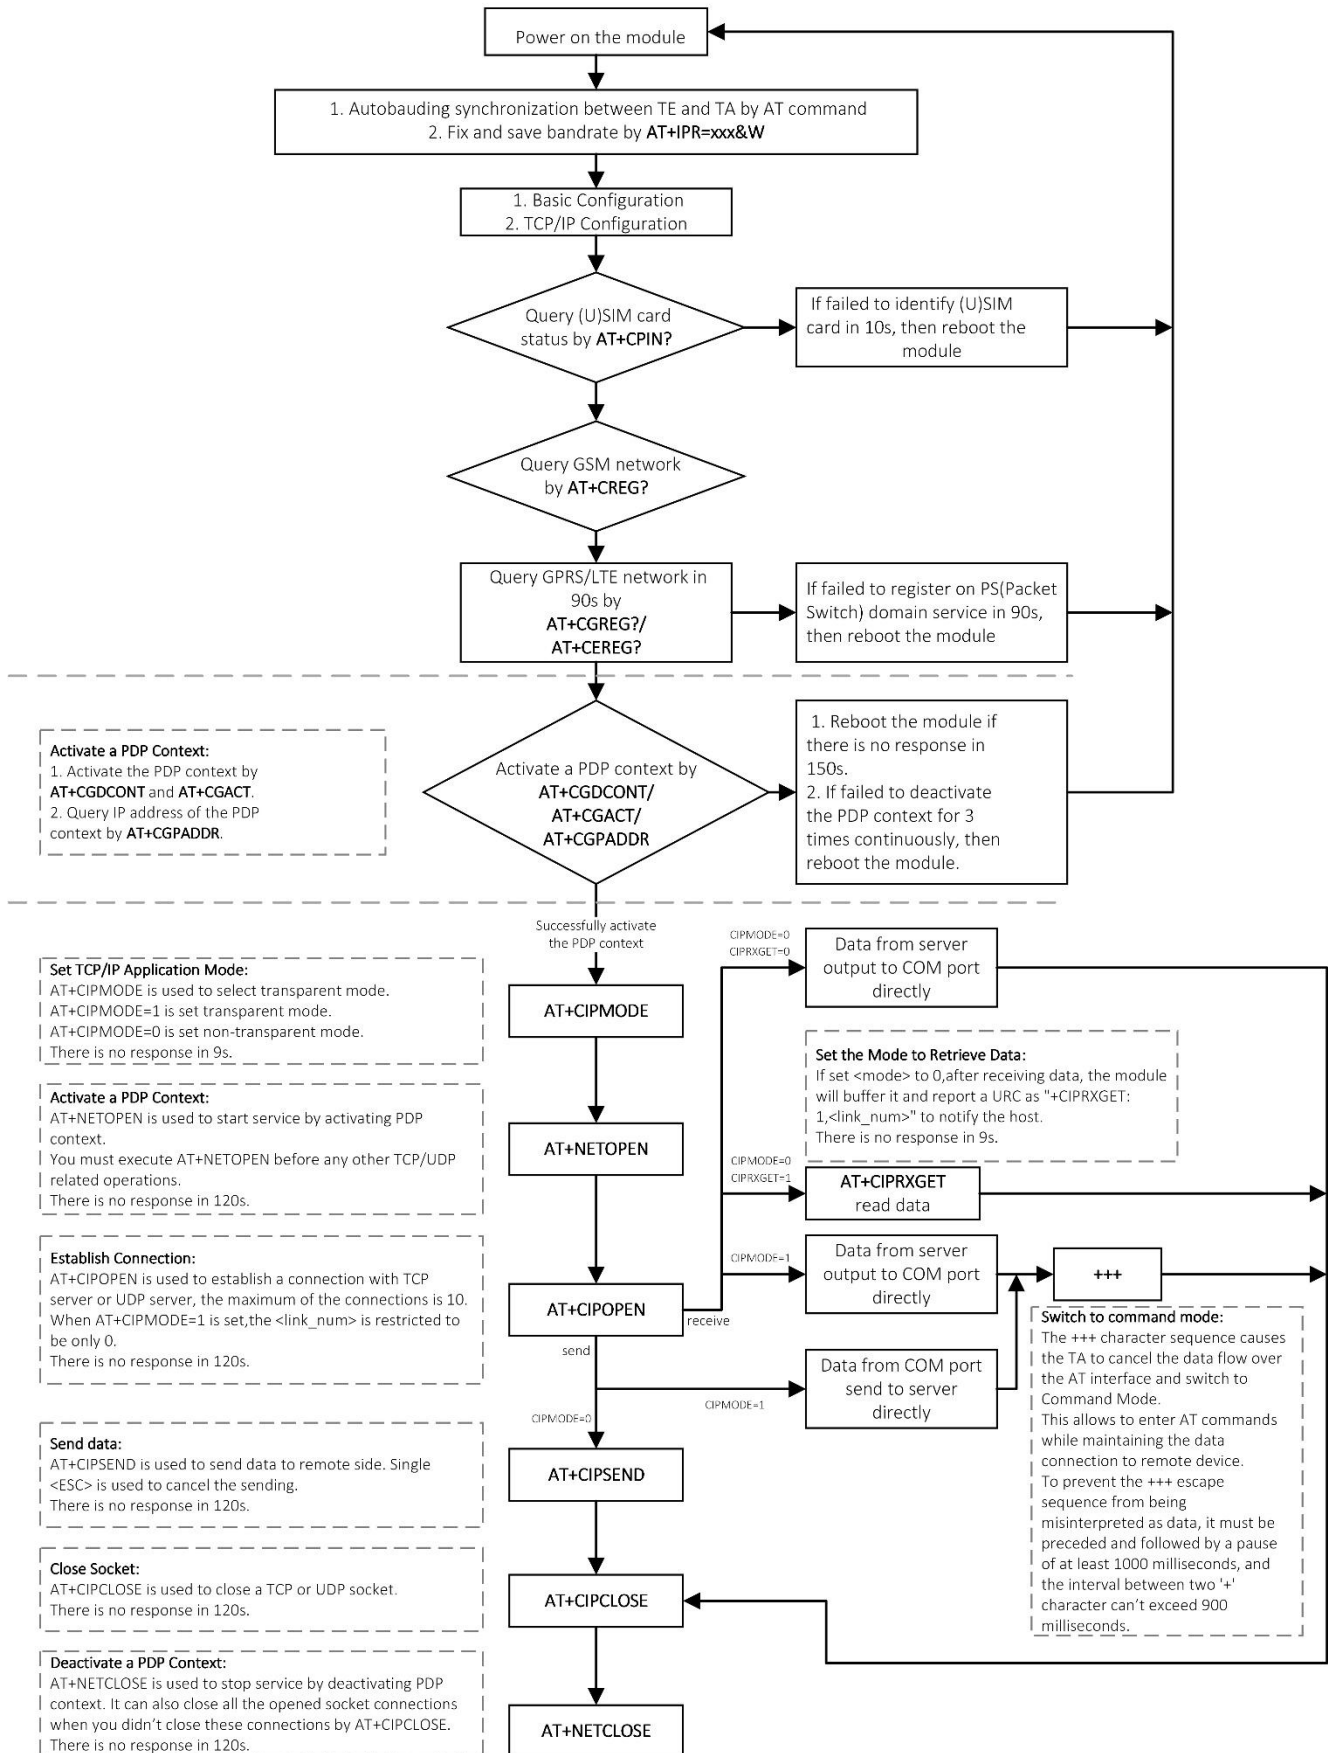 Power on the module
1. Autobauding synchronization between TE and TA by AT command
2. Fix and save bandrate by AT+IPR=xxx&W
1. Basic Configuration
2. TCP/IP Configuration
Query (U)SIM card
status by AT+CPIN?
If failed to identify (U)SIM
card in 10s, then reboot the
module
Query GSM network
by AT+CREG?
Query GPRS/LTE network in
90s by
AT+CGREG?/
AT+CEREG?
If failed to register on PS(Packet
Switch) domain service in 90s,
then reboot the module
Activate a PDP Context:
1. Activate the PDP context by
AT+CGDCONT and AT+CGACT.
2. Query IP address of the PDP
context by AT+CGPADDR.
Activate a PDP context by
AT+CGDCONT/
AT+CGACT/
AT+CGPADDR
1. Reboot the module if
there is no response in
150s.
2. If failed to deactivate
the PDP context for 3
times continuously, then
reboot the module.
Successfully activate
the PDP context
CIPMODE=0
CIPRXGET=0
Data from server
output to COM port
directly
Set TCP/IP Application Mode:
AT+CIPMODE is used to select transparent mode.
AT+CIPMODE=1 is set transparent mode.
AT+CIPMODE=0 is set non-transparent mode.
There is no response in 9s.
AT+CIPMODE
Set the Mode to Retrieve Data:
If set <mode> to 0,after receiving data, the module
will buffer it and report a URC as "+CIPRXGET:
1,<link_num>" to notify the host.
There is no response in 9s.
Activate a PDP Context:
AT+NETOPEN is used to start service by activating PDP
context.
You must execute AT+NETOPEN before any other TCP/UDP
related operations.
There is no response in 120s.
AT+NETOPEN
CIPMODE=0
CIPRXGET=1
AT+CIPRXGET
read data
Establish Connection:
AT+CIPOPEN is used to establish a connection with TCP
server or UDP server, the maximum of the connections is 10.
When AT+CIPMODE=1 is set,the <link_num> is restricted to
be only 0.
There is no response in 120s.
AT+CIPOPEN
receive
send
CIPMODE=1
Data from server
output to COM port
directly
+++
Switch to command mode:
The +++ character sequence causes
the TA to cancel the data flow over
the AT interface and switch to
Command Mode.
This allows to enter AT commands
while maintaining the data
connection to remote device.
To prevent the +++ escape
sequence from being
misinterpreted as data, it must be
preceded and followed by a pause
of at least 1000 milliseconds, and
the interval between two '+'
character can't exceed 900
milliseconds.
CIPMODE=1
Data from COM port
send to server
directly
CIPMODE=0
Send data:
AT+CIPSEND is used to send data to remote side. Single
<ESC> is used to cancel the sending.
There is no response in 120s.
AT+CIPSEND
Close Socket:
AT+CIPCLOSE is used to close a TCP or UDP socket.
There is no response in 120s.
AT+CIPCLOSE
Deactivate a PDP Context:
AT+NETCLOSE is used to stop service by deactivating PDP
context. It can also close all the opened socket connections
when you didn't close these connections by AT+CIPCLOSE.
There is no response in 120s.
AT+NETCLOSE